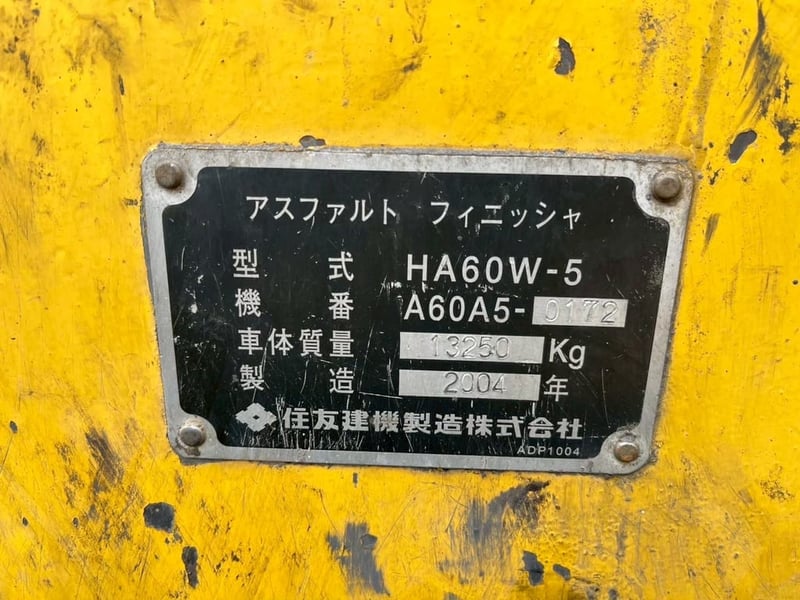 アスファルト フィニッシャ
型 式 HA60W-5
機 番 A60A5-0172
車体質量 13250 Kg
製 造 2004 年
住友建機製造株式会社
ADP1004